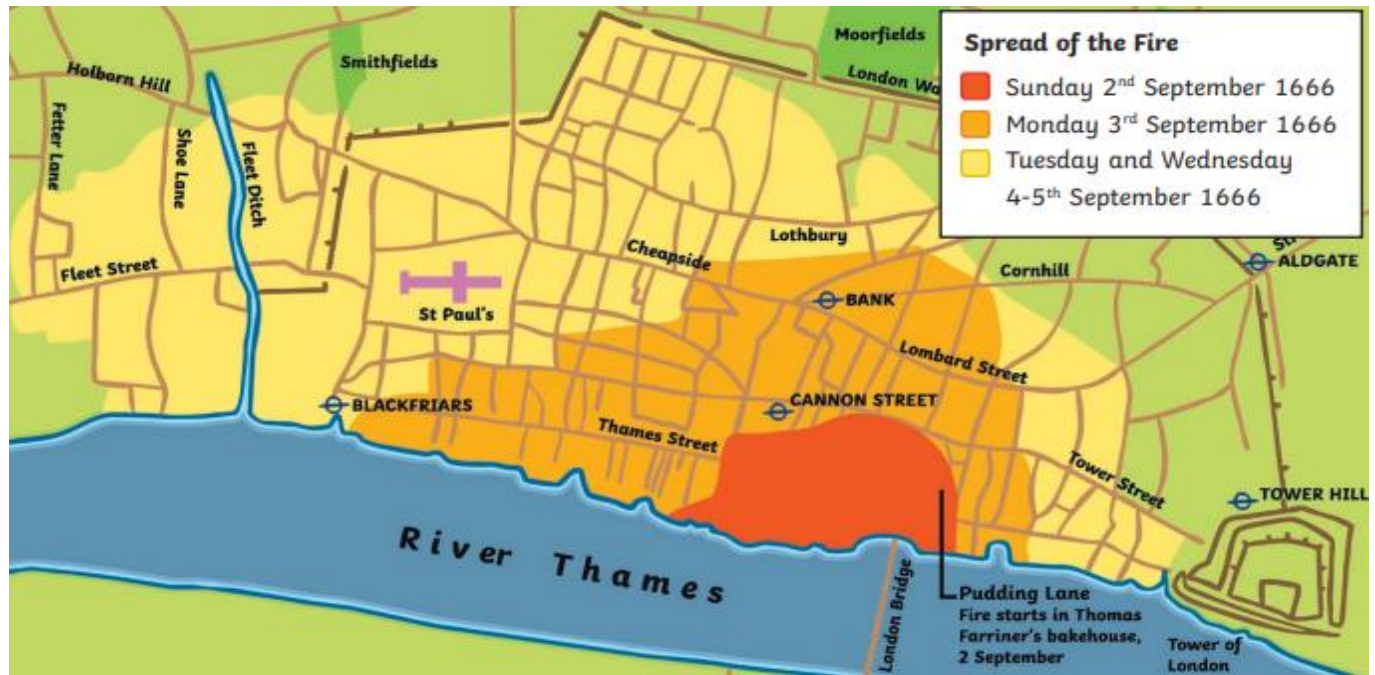 Spread of the Fire
Sunday 2nd September 1666
Monday 3rd September 1666
Tuesday and Wednesday
4-5th September 1666
Moorfields
Smithfields
Holborn Hill
London Wa
Fetter Lane
Shoe Lane
Fleet Ditch
Lothbury
Cheapside
ALDGATE
Fleet Street
Cornhill
BANK
St Paul's
Lombard Street
BLACKFRIARS
CANNON STREET
Thames Street
Tower Street
TOWER HILL
River Thames
London Bridge
Pudding Lane
Fire starts in Thomas
Farriner's bakehouse,
2 September
Tower of
London